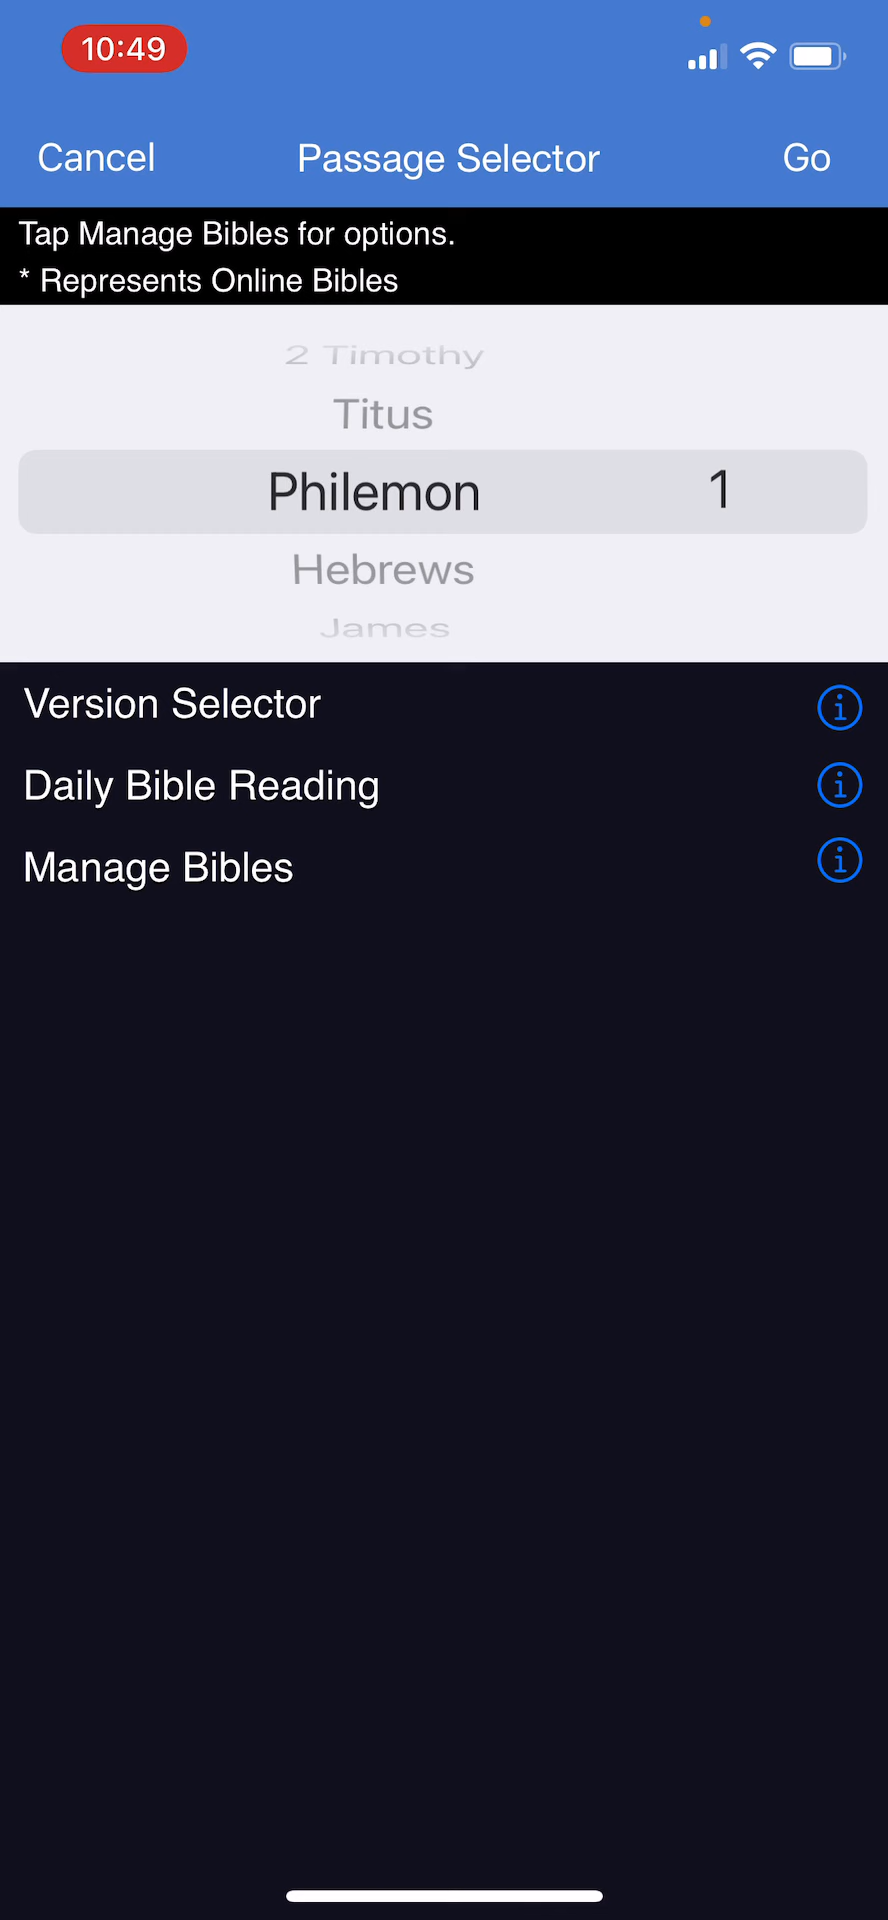 10:49
Cancel Passage Selector Go
Tap Manage Bibles for options.
* Represents Online Bibles
2 Timothy
Titus
Philemon 1
Hebrews
James
Version Selector
Daily Bible Reading
Manage Bibles